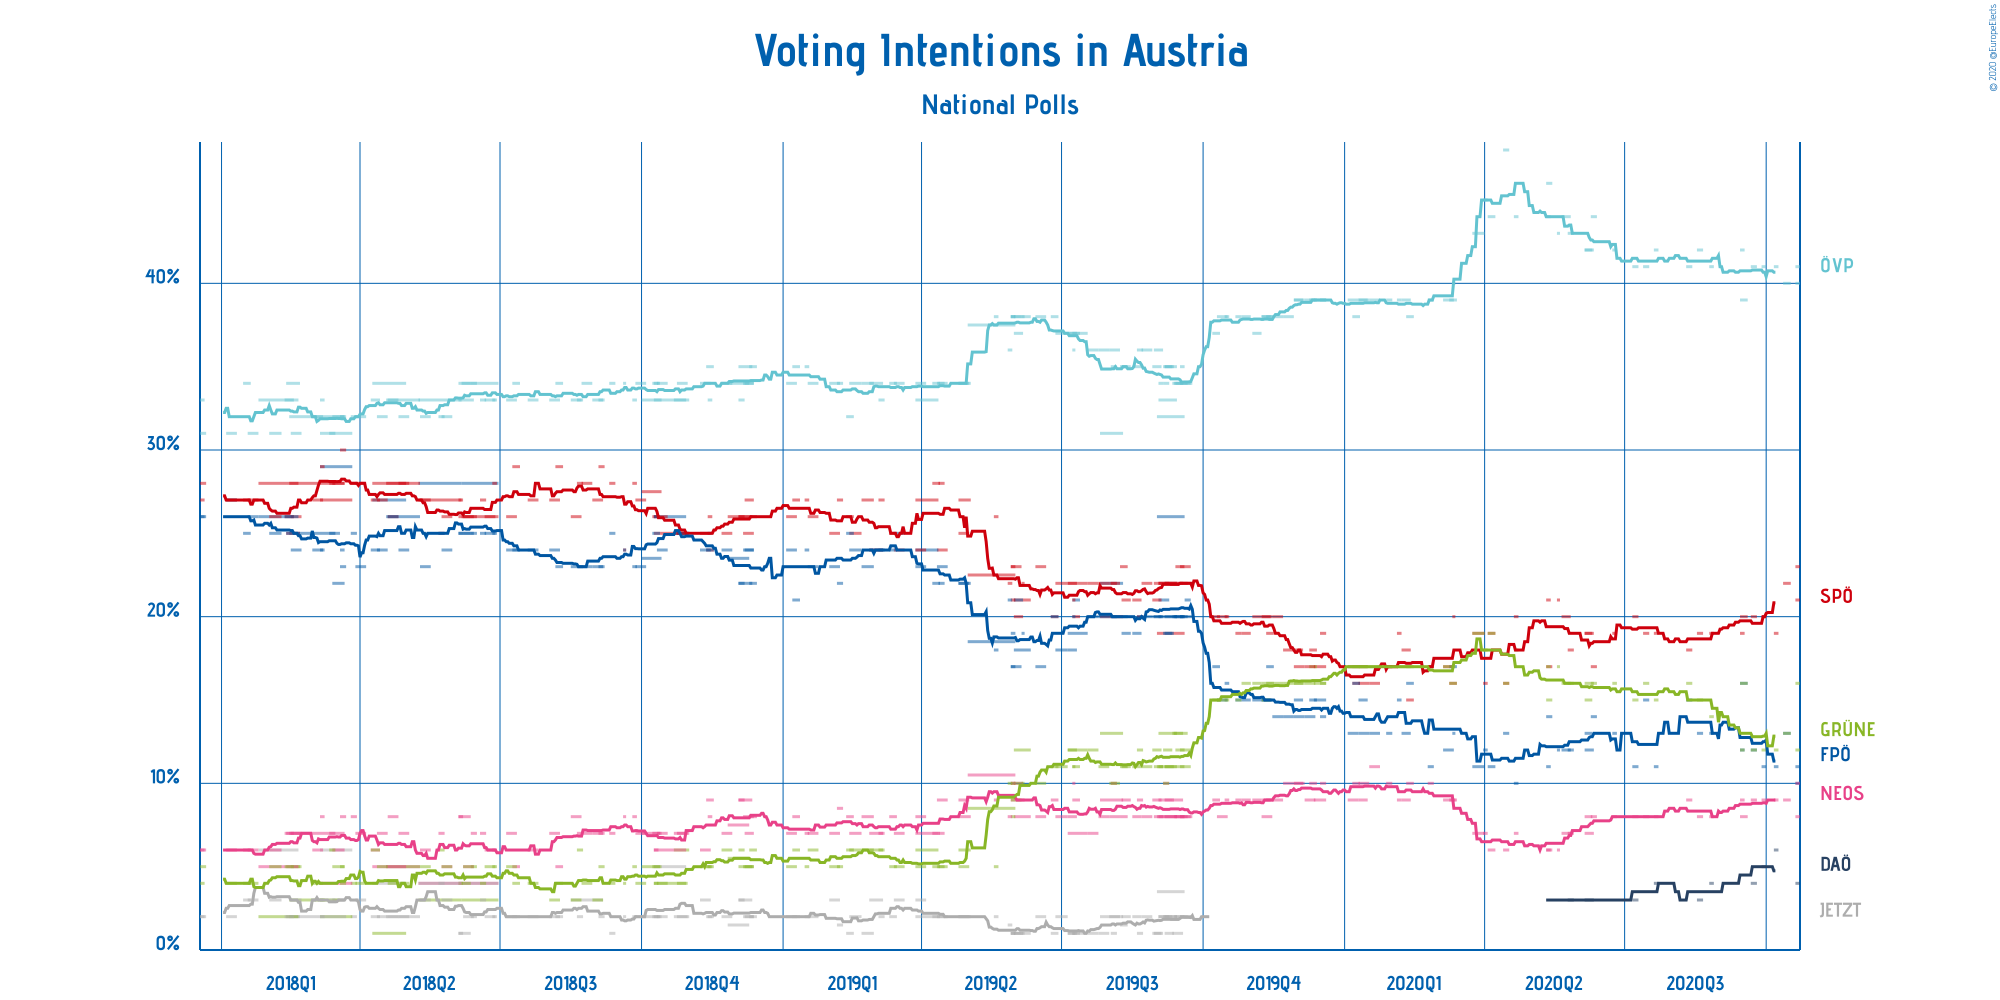 © 2020 @EuropeElects
Voting Intentions in Austria
National Polls
40%
30%
20%
10%
0%
ÖVP
SPÖ
GRÜNE
FPÖ
NEOS
DAÖ
JETZT
2018Q1 2018Q2 2018Q3 2018Q4 2019Q1 2019Q2 2019Q3 2019Q4 2020Q1 2020Q2 2020Q3